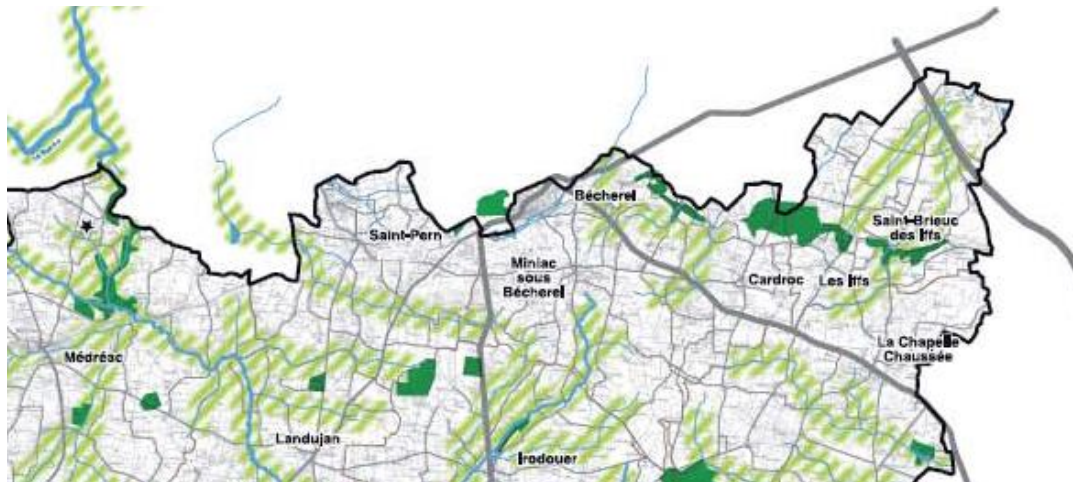 Bécherel
Saint-Pern
Saint-Brieuc
des Iffs
Miniac
sous
Bécherel
Cardroc
Les Iffs
La Chapelle
Chaussée
Médréac
Landujan
Irodouer